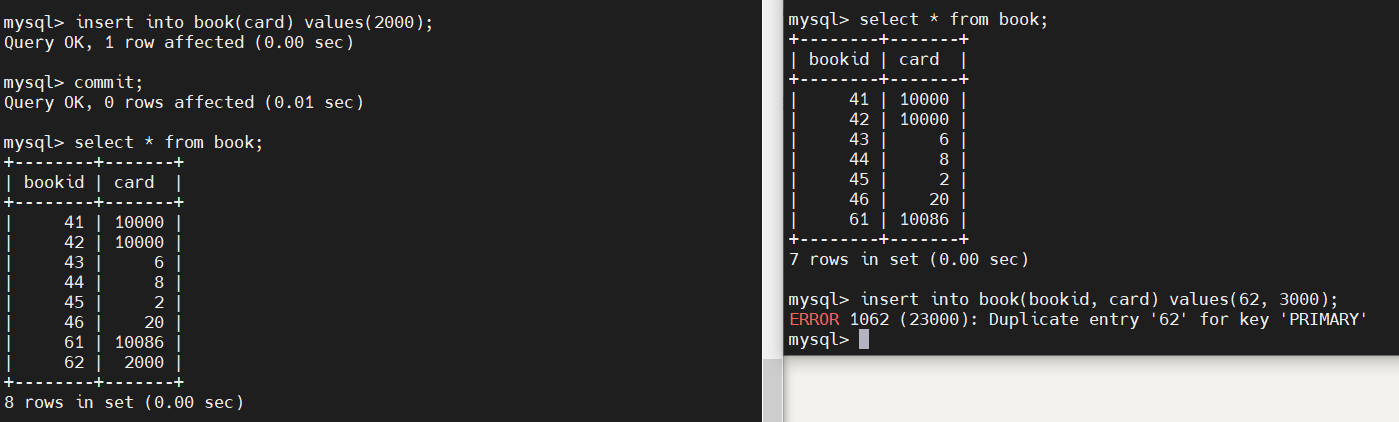 mysql> insert into book(card) values(2000);
Query OK, 1 row affected (0.00 sec)

mysql> commit;
Query OK, 0 rows affected (0.01 sec)

mysql> select * from book;
+--------+-------+
| bookid | card  |
+--------+-------+
|     41 | 10000 |
|     42 | 10000 |
|     43 |     6 |
|     44 |     8 |
|     45 |     2 |
|     46 |    20 |
|     61 | 10086 |
|     62 |  2000 |
+--------+-------+
8 rows in set (0.00 sec)

mysql> select * from book;
+--------+-------+
| bookid | card  |
+--------+-------+
|     41 | 10000 |
|     42 | 10000 |
|     43 |     6 |
|     44 |     8 |
|     45 |     2 |
|     46 |    20 |
|     61 | 10086 |
+--------+-------+
7 rows in set (0.00 sec)

mysql> insert into book(bookid, card) values(62, 3000);
ERROR 1062 (23000): Duplicate entry '62' for key 'PRIMARY'
mysql>